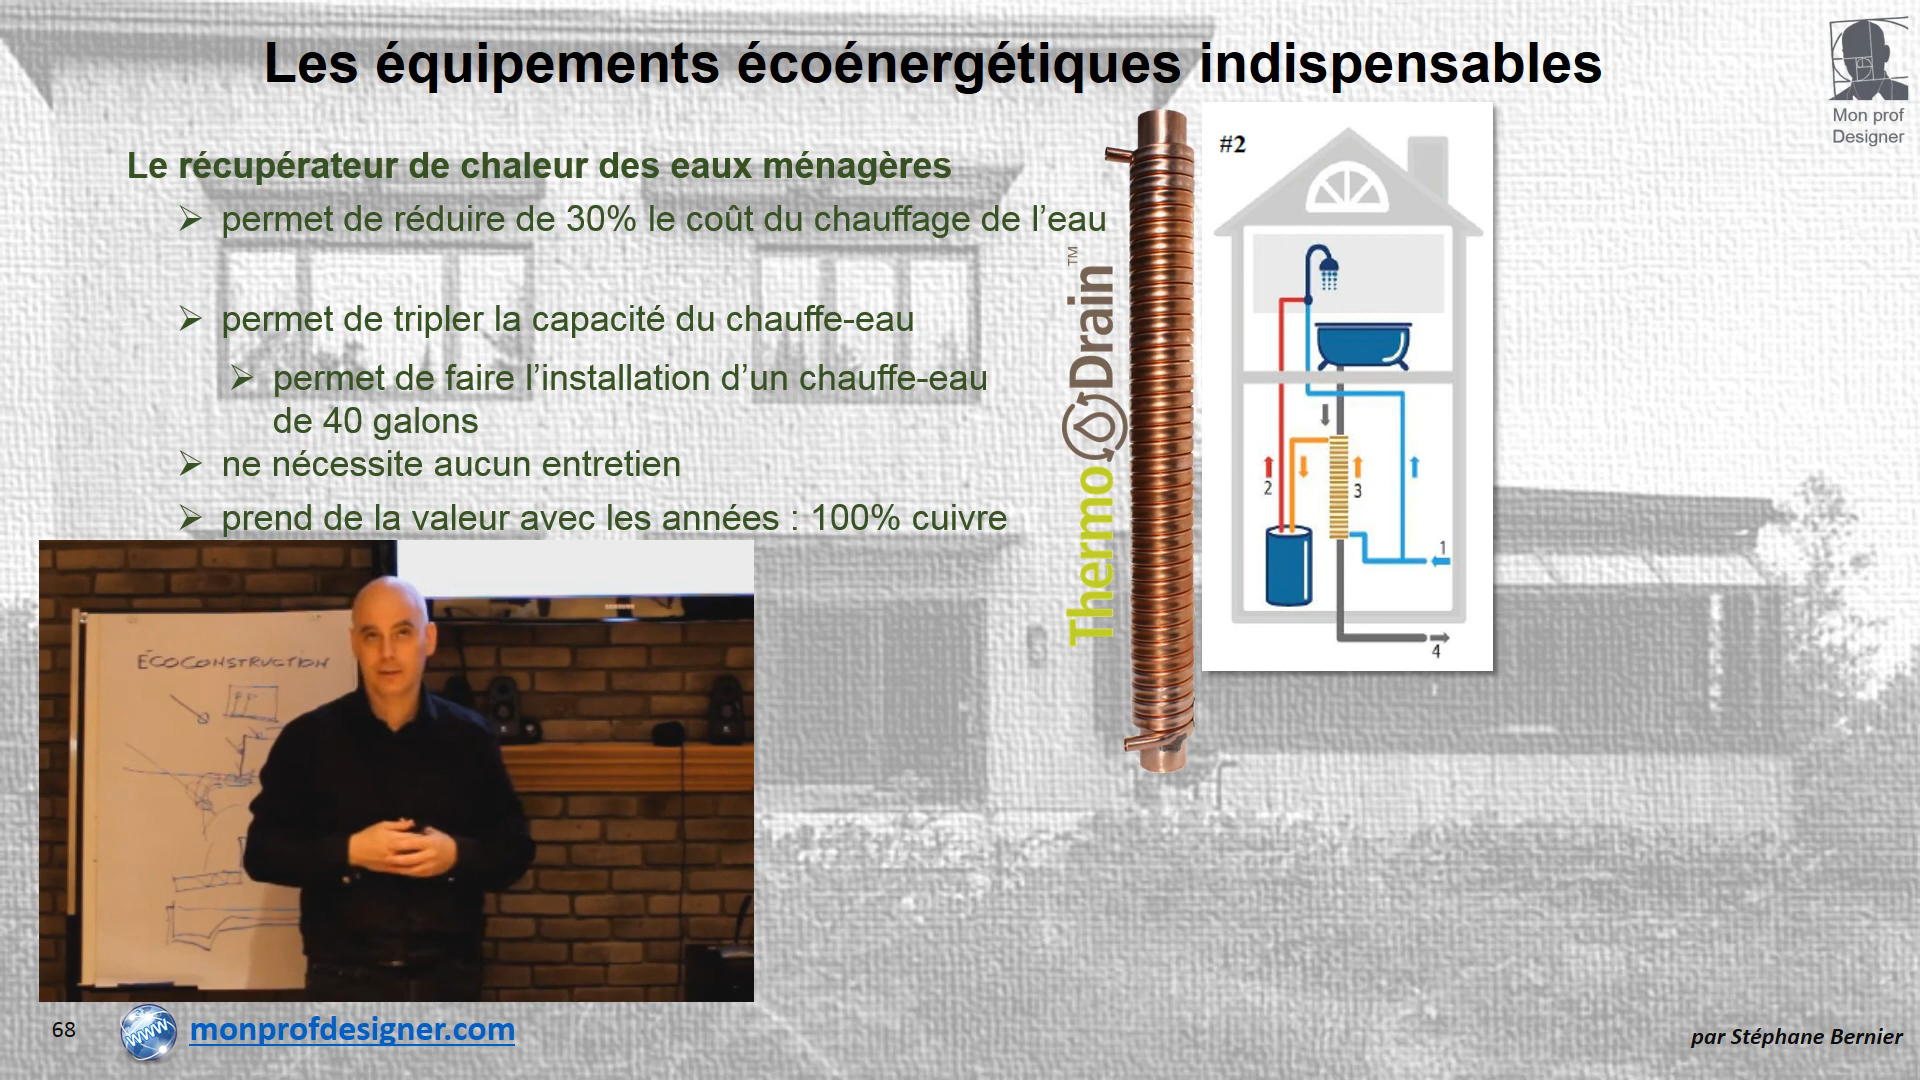 Les équipements écoénergétiques indispensables
Mon prof
Designer
Le récupérateur de chaleur des eaux ménagères
➢ permet de réduire de 30% le coût du chauffage de l’eau
➢ permet de tripler la capacité du chauffe-eau
➢ permet de faire l’installation d’un chauffe-eau
de 40 galons
➢ ne nécessite aucun entretien
➢ prend de la valeur avec les années : 100% cuivre
ThermoDrain™
#2
2
3
1
4
SAMSUNG
ÉCOCONSTRUCTION
68
www
monprofdesigner.com
par Stéphane Bernier